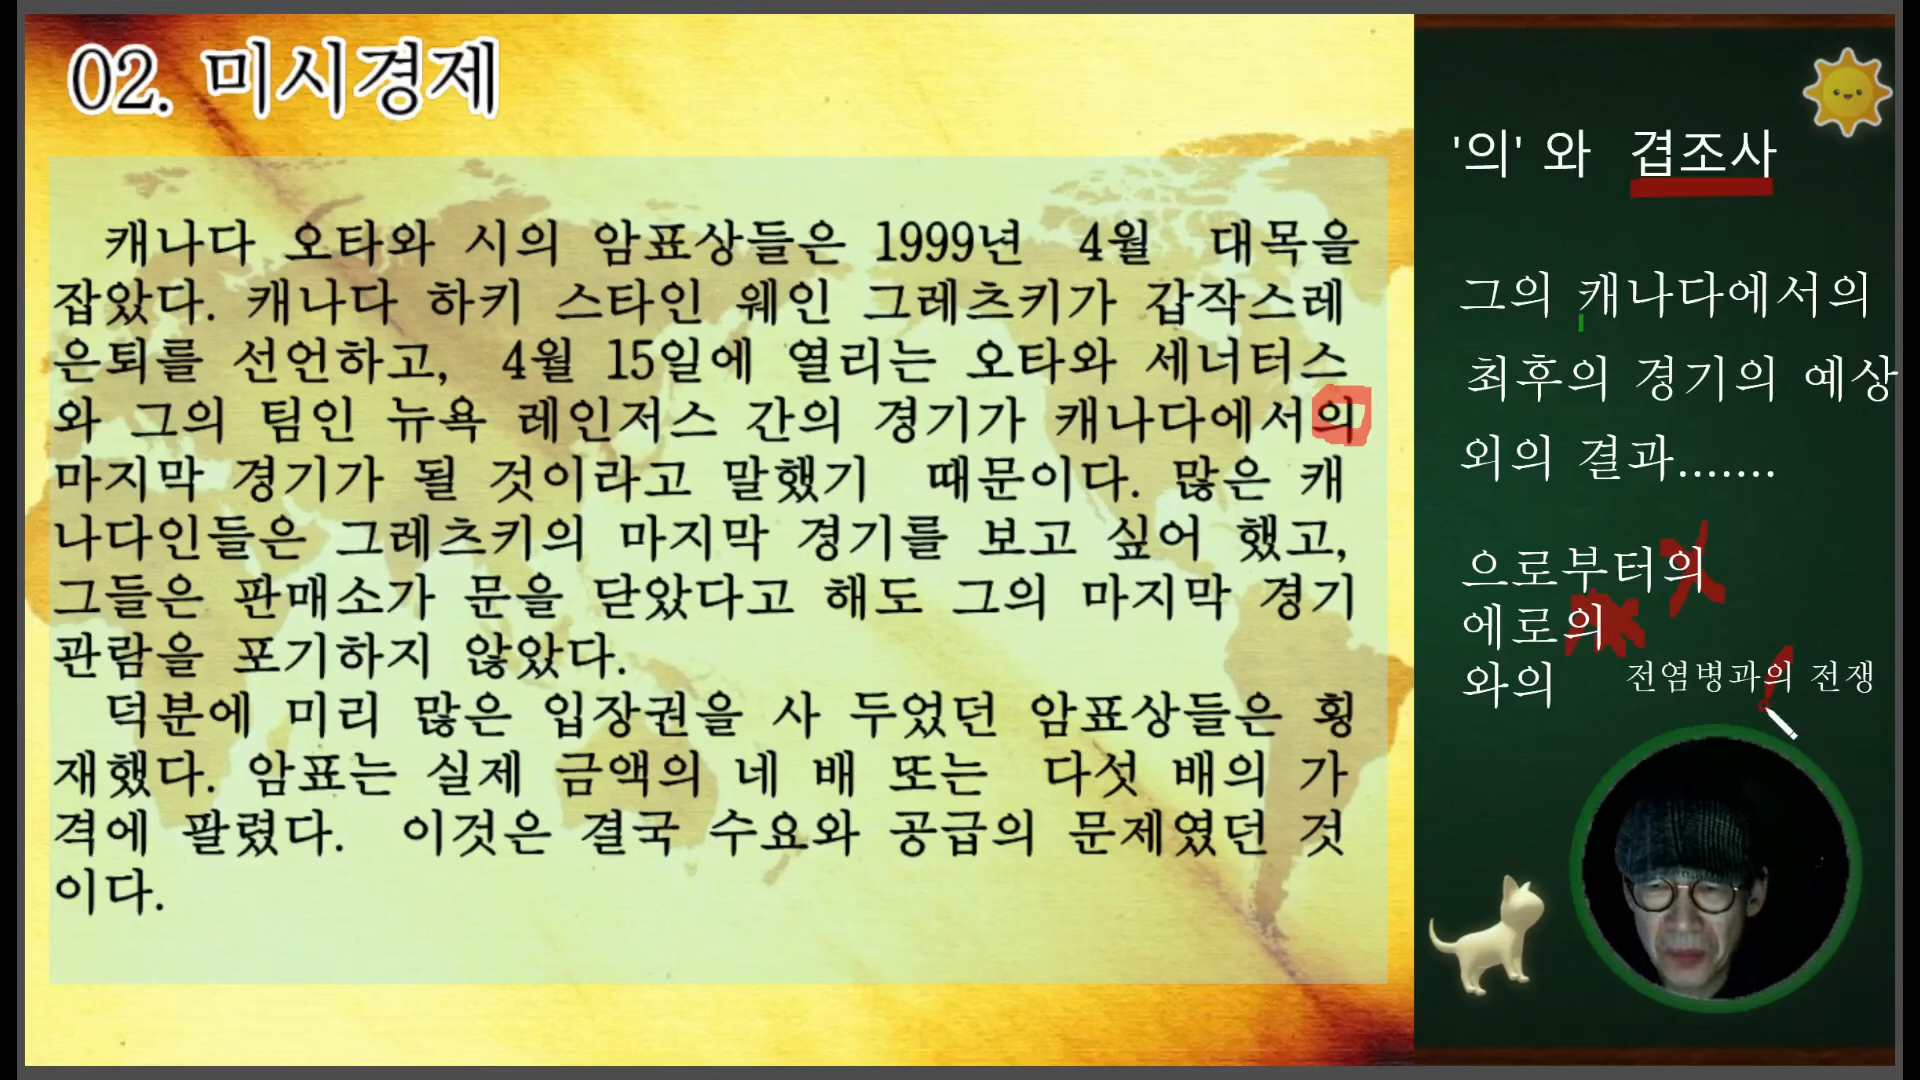 02. 미시경제
캐나다 오타와 시의 암표상들은 1999년 4월 대목을
잡았다. 캐나다 하키 스타인 웨인 그레츠키가 갑작스레
은퇴를 선언하고, 4월 15일에 열리는 오타와 세너터스
와 그의 팀인 뉴욕 레인저스 간의 경기가 캐나다에서의
마지막 경기가 될 것이라고 말했기 때문이다. 많은 캐
나다인들은 그레츠키의 마지막 경기를 보고 싶어 했고,
그들은 판매소가 문을 닫았다고 해도 그의 마지막 경기
관람을 포기하지 않았다.
덕분에 미리 많은 입장권을 사 두었던 암표상들은 횡
재했다. 암표는 실제 금액의 네 배 또는 다섯 배의 가
격에 팔렸다. 이것은 결국 수요와 공급의 문제였던 것
이다.
'의' 와 겹조사
그의 캐나다에서의
최후의 경기의 예상
외의 결과.......
으로부터의
에로의
와의 전염병과의 전쟁